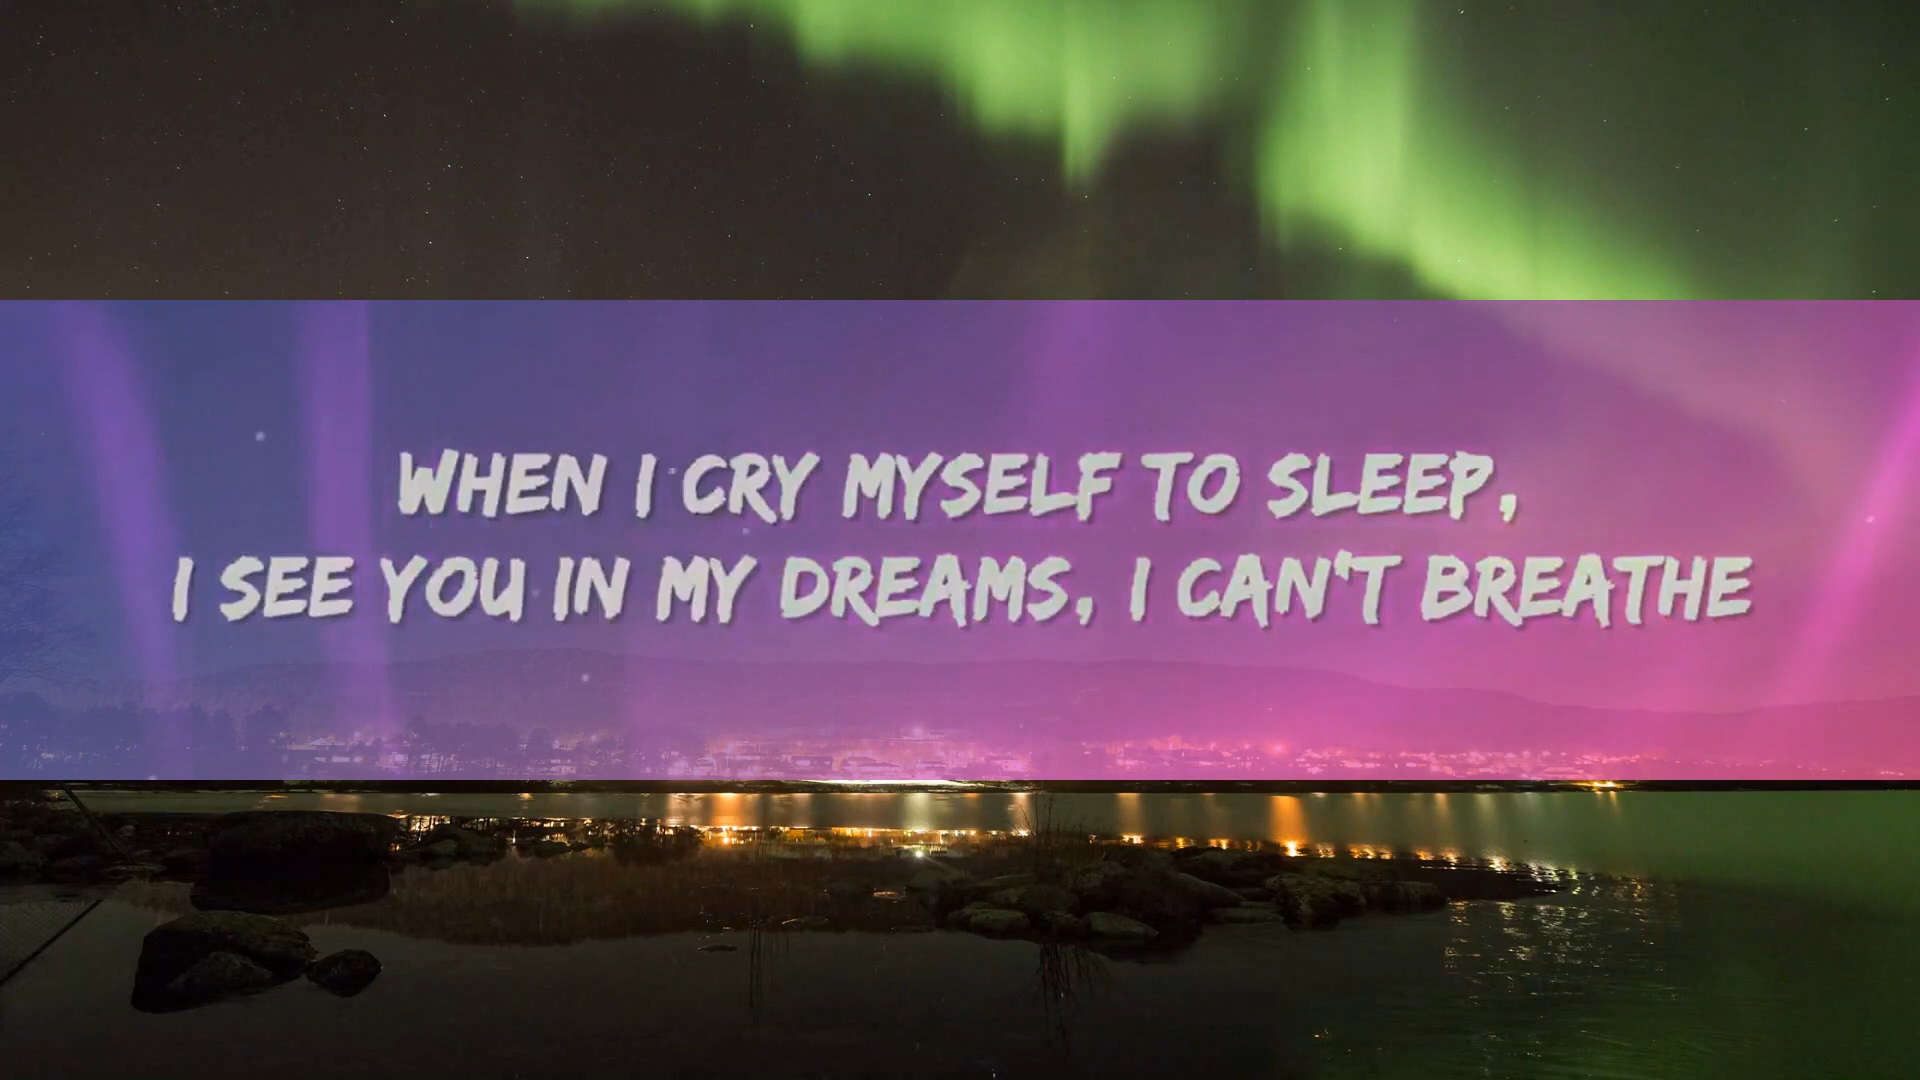 WHEN I CRY MYSELF TO SLEEP,
I SEE YOU IN MY DREAMS, I CAN'T BREATHE